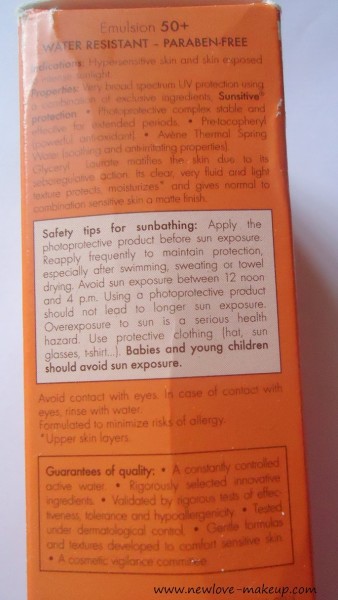 Emulsion 50+
WATER RESISTANT - PARABEN-FREE
Indications: Hypersensitive skin and skin exposed
intense sunlight.
Properties: Very broad spectrum UV protection using
combination of exclusive ingredients, Sunsitive®
protection • Photoprotective complex stable and
effective for extended periods. • Pre-tocopheryl
(powerful antioxidant) • Avène Thermal Spring
Water (soothing and anti-irritating properties)
Glyceryl Laurate matifies the skin due to its
seboregulative action. Its clear, very fluid and light
texture protects, moisturizes* and gives normal to
combination sensitive skin a matte finish.
Safety tips for sunbathing: Apply the
photoprotective product before sun exposure.
Reapply frequently to maintain protection,
especially after swimming, sweating or towel
drying. Avoid sun exposure between 12 noon
and 4 p.m. Using a photoprotective product
should not lead to longer sun exposure.
Overexposure to sun is a serious health
hazard. Use protective clothing (hat, sun
glasses, t-shirt...). Babies and young children
should avoid sun exposure.
Avoid contact with eyes. In case of contact with
eyes, rinse with water.
Formulated to minimize risks of allergy.
*Upper skin layers.
Guarantees of quality: • A constantly controlled
active water. • Rigorously selected innovative
ingredients. • Validated by rigorous tests of effec-
tiveness, tolerance and hypoallergenicity. • Tested
under dermatological control. • Gentle formulas
and textures developed to comfort sensitive skin.
• A cosmetic vigilance committee.
www.newlove-makeup.com